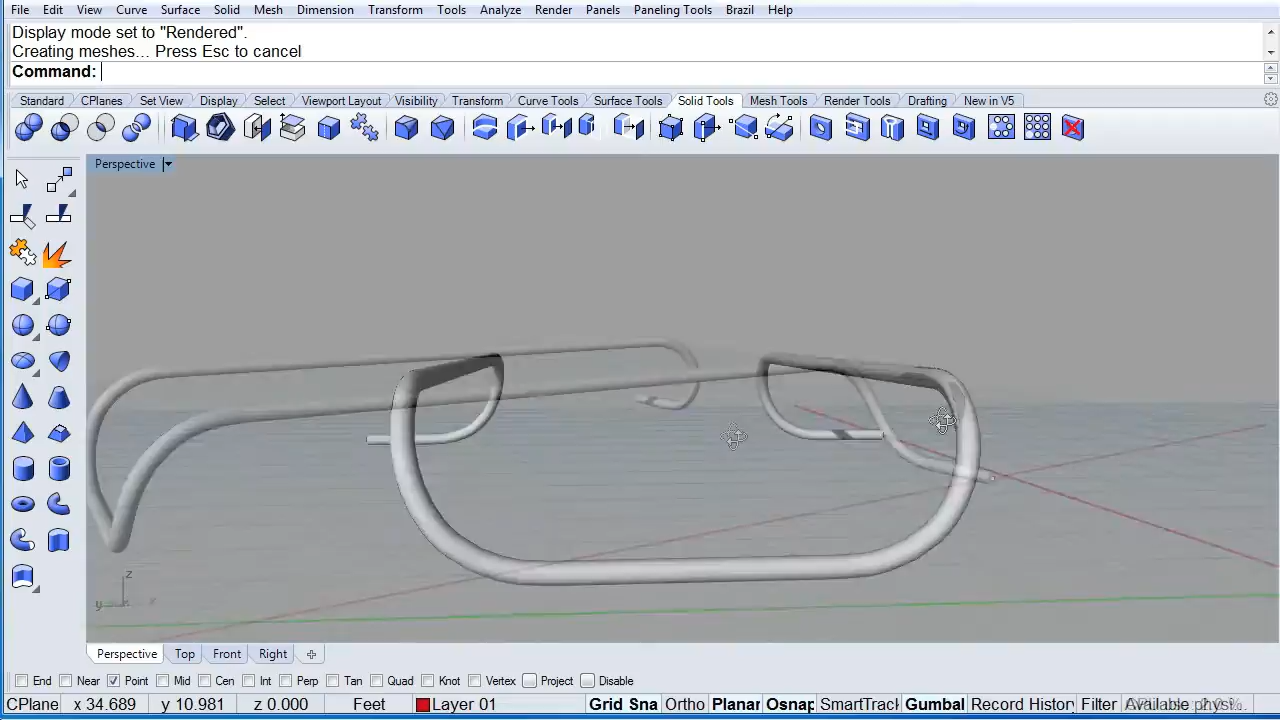 File Edit View Curve Surface Solid Mesh Dimension Transform Tools Analyze Render Panels Paneling Tools Brazil Help
Display mode set to "Rendered".
Creating meshes... Press Esc to cancel
Command:
Standard CPlanes Set View Display Select Viewport Layout Visibility Transform Curve Tools Surface Tools Solid Tools Mesh Tools Render Tools Drafting New in V5
Perspective
z
y x
Perspective Top Front Right
End Near Point Mid Cen Int Perp Tan Quad Knot Vertex Project Disable
CPlane x 34.689 y 10.981 z 0.000 Feet Layer 01 Grid Sna Ortho Planar Osnap SmartTrack Gumbal Record History Filter